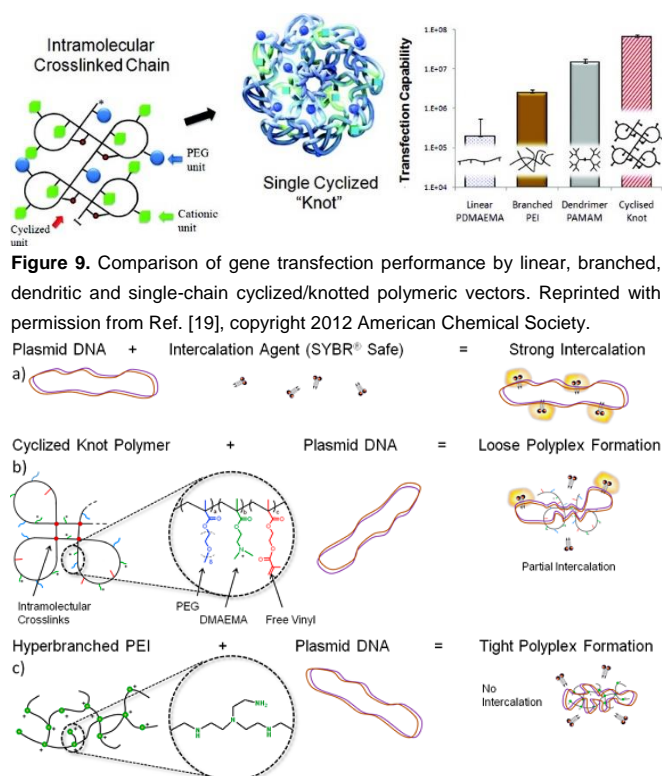 Intramolecular
Crosslinked Chain
*
PEG
unit
Cyclized
unit
Cationic
unit
Single Cyclized
"Knot"
Transfection Capability
1.E+08
1.E+07
1.E+06
1.E+05
1.E+04
Linear
PDMAEMA
Branched
PEI
Dendrimer
PAMAM
Cyclised
Knot
Figure 9. Comparison of gene transfection performance by linear, branched,
dendritic and single-chain cyclized/knotted polymeric vectors. Reprinted with
permission from Ref. [19], copyright 2012 American Chemical Society.
Plasmid DNA + Intercalation Agent (SYBR® Safe) = Strong Intercalation
a)
Cyclized Knot Polymer + Plasmid DNA = Loose Polyplex Formation
b)
Intramolectular
Crosslinks
PEG
DMAEMA
Free Vinyl
Partial Intercalation
Hyperbranched PEI + Plasmid DNA = Tight Polyplex Formation
c)
NH₂
No
Intercalation